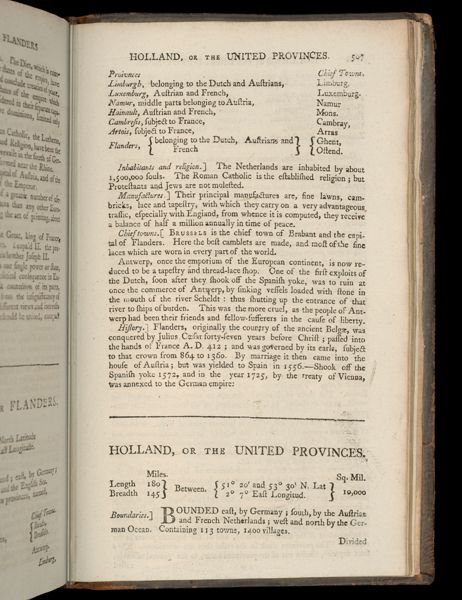 FLANDERS
HOLLAND, OR THE UNITED PROVINCES. 507
Provinces Chief Towns.
Limburgh, belonging to the Dutch and Austrians, Limburg.
Luxemburg, Austrian and French, Luxemburg.
Namur, middle parts belonging to Austria, Namur
Hainault, Austrian and French, Mons.
Cambresis, subject to France, Cambray,
Artois, subject to France, Arras
Flanders, { belonging to the Dutch, Austrians and French } { Ghent, Ostend.
Inhabitants and religion.] The Netherlands are inhabited by about
1,500,000 souls. The Roman Catholic is the established religion; but
Protestants and Jews are not molested.
Manufactures.] Their principal manufactures are, fine lawns, cam-
brics, lace and tapestry, with which they carry on a very advantageous
traffic, especially with England, from whence it is computed, they receive
a balance of half a million annually in time of peace.
Chief towns.[ BRUSSELS is the chief town of Brabant and the capi-
tal of Flanders. Here the best camblets are made, and most of the fine
laces which are worn in every part of the world.
Antwerp, once the emporium of the European continent, is now re-
duced to be a tapestry and thread-lace shop. One of the first exploits of
the Dutch, soon after they shook off the Spanish yoke, was to ruin at
once the commerce of Antwerp, by sinking vessels loaded with stone in
the mouth of the river Scheldt: thus shutting up the entrance of that
river to ships of burden. This was the more cruel, as the people of Ant-
werp had been their friends and fellow-sufferers in the cause of liberty.
History.] Flanders, originally the country of the ancient Belgæ, was
conquered by Julius Cæsar forty-seven years before Christ; passed into
the hands of France A. D. 412; and was governed by its earls, subject
to that crown from 864 to 1360. By marriage it then came into the
house of Austria; but was yielded to Spain in 1556.—Shook off the
Spanish yoke 1572, and in the year 1725, by the treaty of Vienna,
was annexed to the German empire:
HOLLAND, OR THE UNITED PROVINCES.
Miles. Sq. Mil.
Length 180 } Between. { 51° 20' and 53° 30' N. Lat }
Breadth 145 } { 2° 7° East Longitud. } 10,000
Boundaries.] BOUNDED east, by Germany; south, by the Austrian
and French Netherlands; west and north by the Ger-
man Ocean. Containing 113 towns, 1400 villages.
Divided